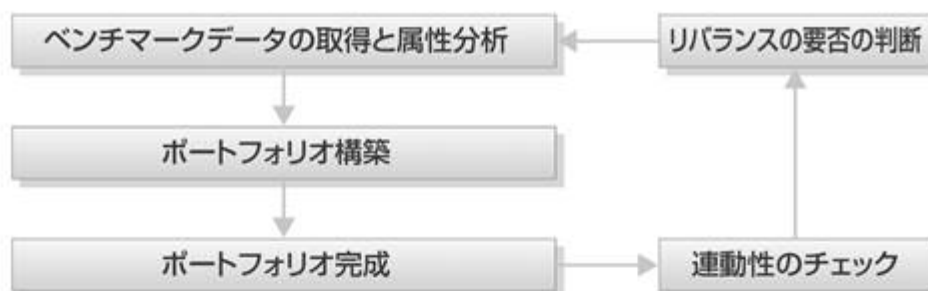 ベンチマークデータの取得と属性分析
リバランスの要否の判断
ポートフォリオ構築
ポートフォリオ完成
連動性のチェック